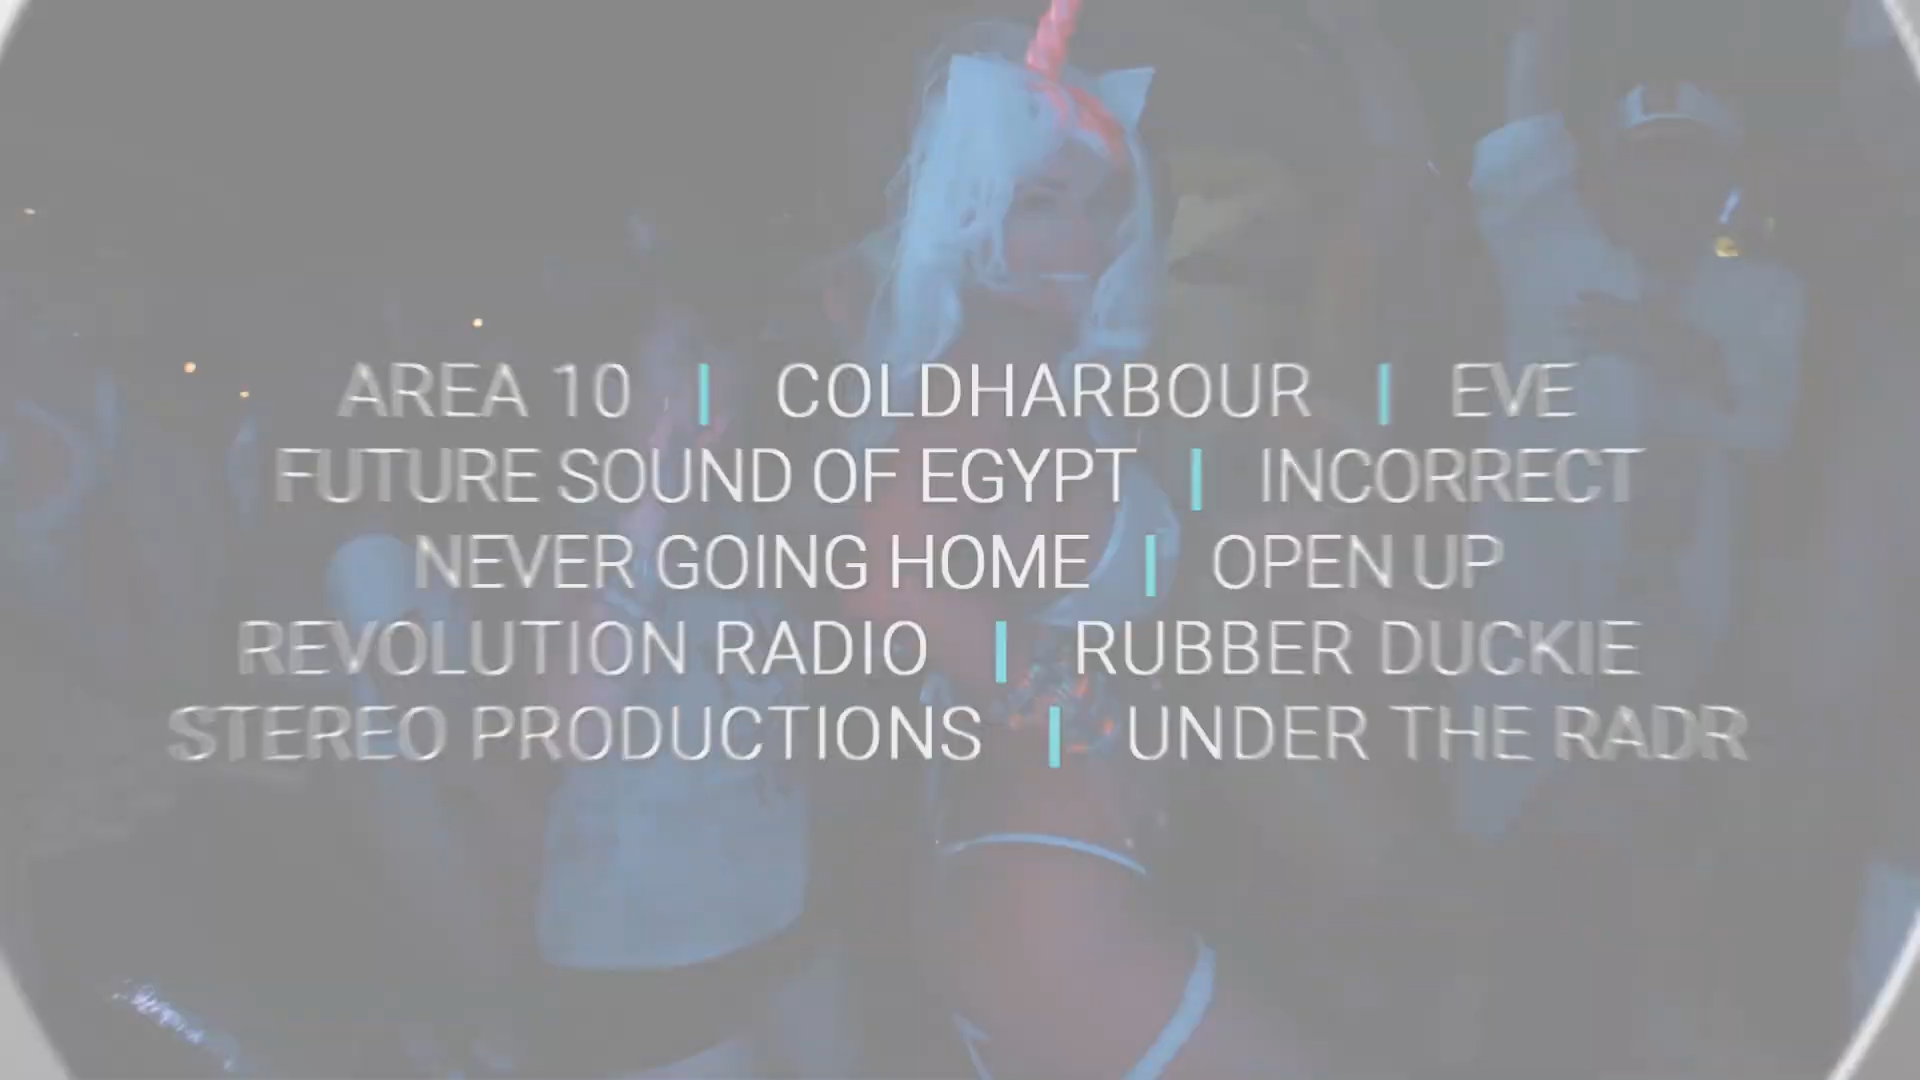 AREA 10 | COLDHARBOUR | EVE
FUTURE SOUND OF EGYPT | INCORRECT
NEVER GOING HOME | OPEN UP
REVOLUTION RADIO | RUBBER DUCKIE
STEREO PRODUCTIONS | UNDER THE RADR